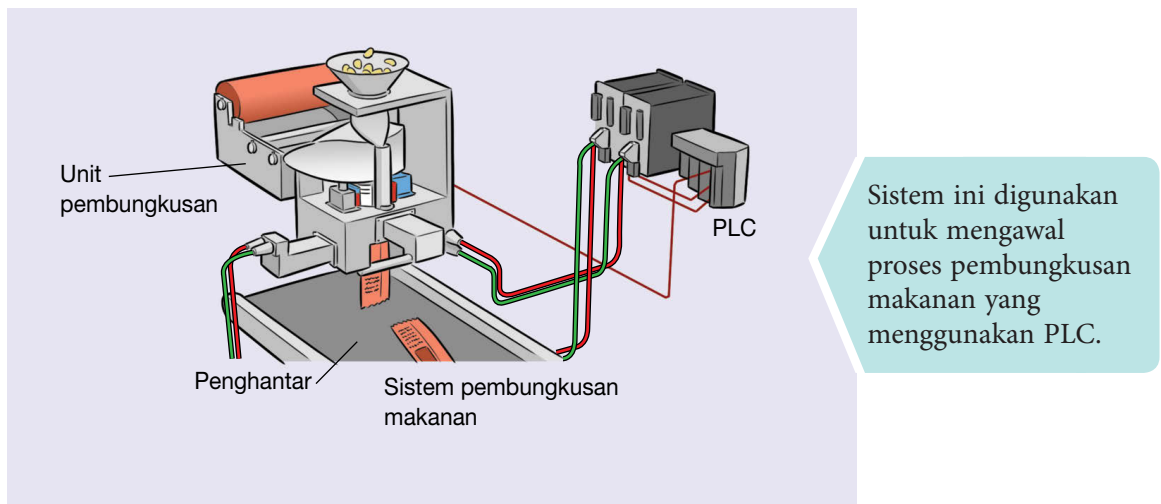 Unit
pembungkusan
PLC
Penghantar
Sistem pembungkusan
makanan
Sistem ini digunakan
untuk mengawal
proses pembungkusan
makanan yang
menggunakan PLC.